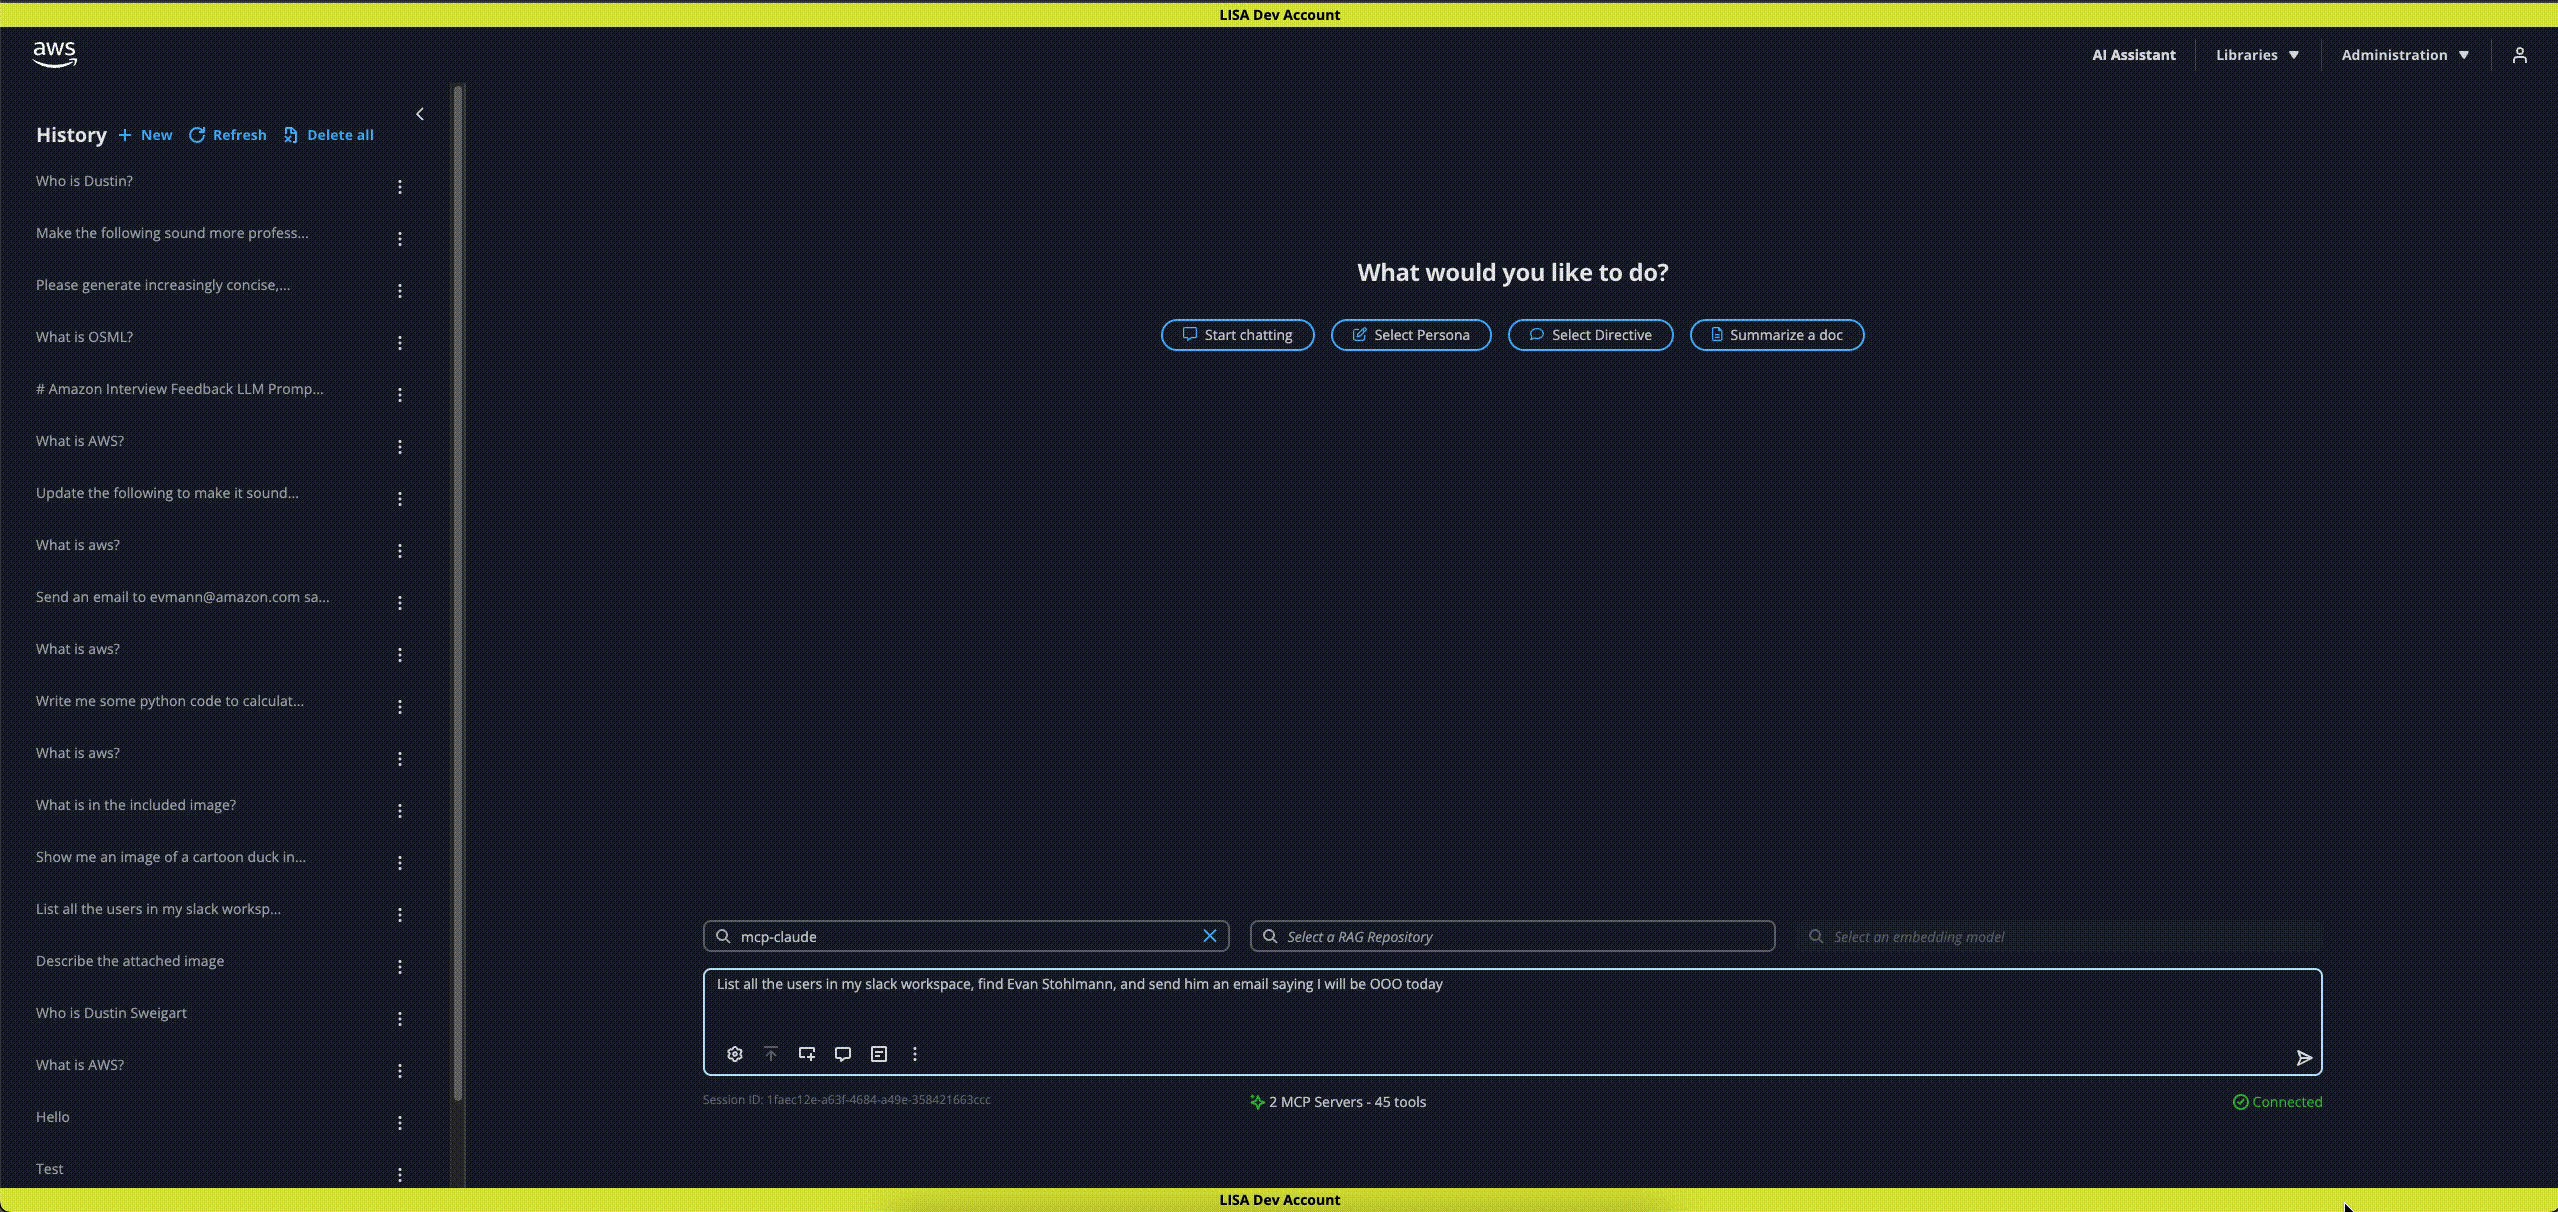 LISA Dev Account
aws
AI Assistant
Libraries
Administration
History
New
Refresh
Delete all
Who is Dustin?
Make the following sound more profess...
Please generate increasingly concise,...
What is OSML?
# Amazon Interview Feedback LLM Promp...
What is AWS?
Update the following to make it sound...
What is aws?
Send an email to evmann@amazon.com sa...
What is aws?
Write me some python code to calculat...
What is aws?
What is in the included image?
Show me an image of a cartoon duck in...
List all the users in my slack worksp...
Describe the attached image
Who is Dustin Sweigart
What is AWS?
Hello
Test
What would you like to do?
Start chatting
Select Persona
Select Directive
Summarize a doc
mcp-claude
Select a RAG Repository
Select an embedding model
List all the users in my slack workspace, find Evan Stohlmann, and send him an email saying I will be OOO today
Session ID: 1faec12e-a63f-4684-a49e-358421663ccc
2 MCP Servers - 45 tools
Connected
LISA Dev Account